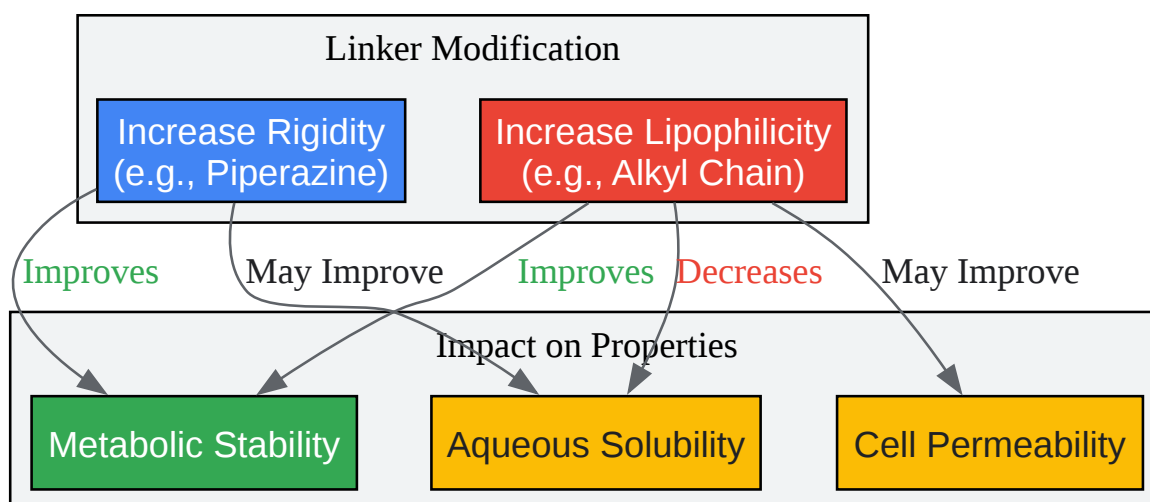 Linker Modification
Increase Rigidity
(e.g., Piperazine)
Increase Lipophilicity
(e.g., Alkyl Chain)
Improves
May Improve
Improves
Decreases
May Improve
Impact on Properties
Metabolic Stability
Aqueous Solubility
Cell Permeability